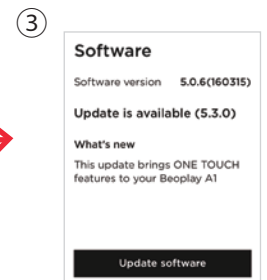 ③
Software
Software version 5.0.6(160315)
Update is available (5.3.0)
What's new
This update brings ONE TOUCH
features to your Beoplay A1
Update software